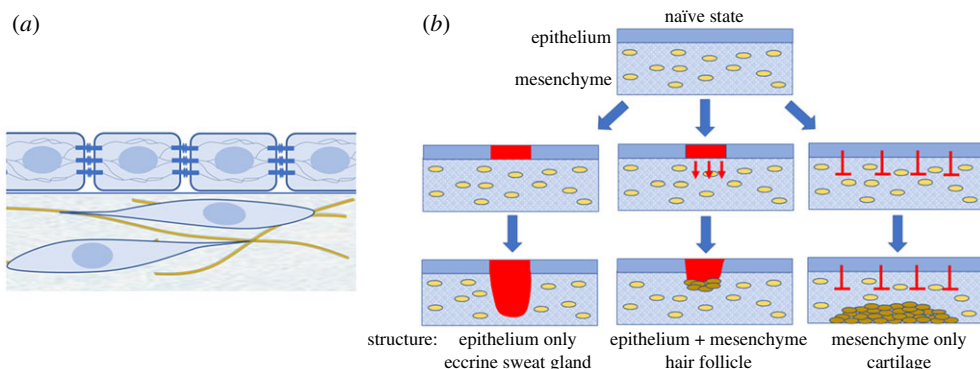 (a)
(b)
naïve state
epithelium
mesenchyme
structure: epithelium only epithelium + mesenchyme mesenchyme only
eccrine sweat gland hair follicle cartilage